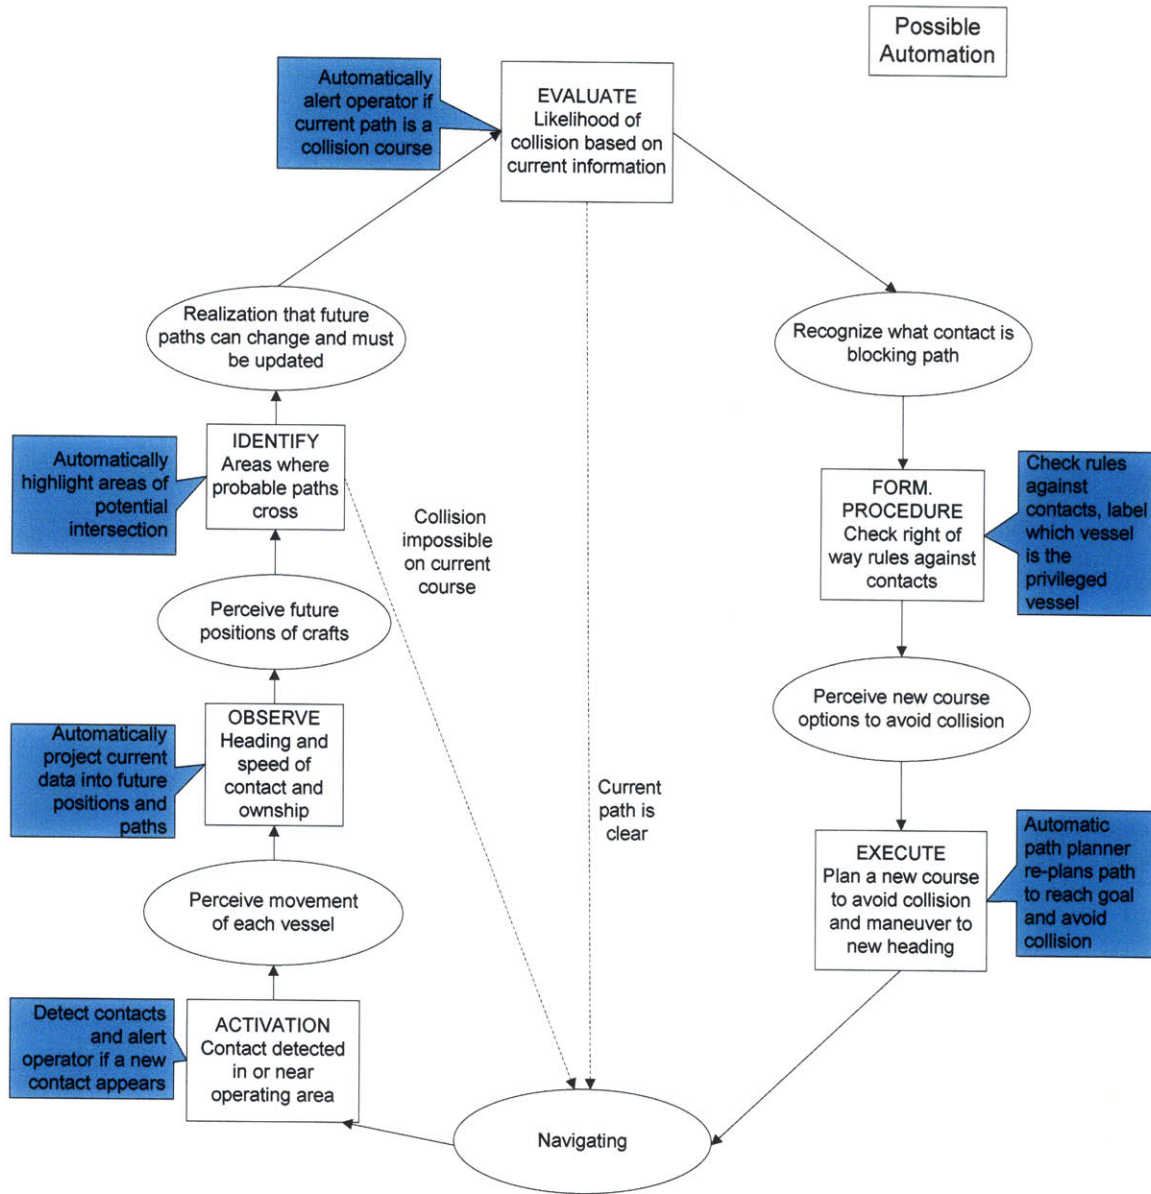 Possible
Automation
Automatically
alert operator if
current path is a
collision course
EVALUATE
Likelihood of
collision based on
current information
Realization that future
paths can change and must
be updated
Recognize what contact is
blocking path
Automatically
highlight areas of
potential
intersection
IDENTIFY
Areas where
probable paths
cross
Collision
impossible
on current
course
FORM.
PROCEDURE
Check right of
way rules against
contacts
Check rules
against
contacts, label
which vessel
is the
privileged
vessel
Perceive future
positions of crafts
Perceive new course
options to avoid collision
Automatically
project current
data into future
positions and
paths
OBSERVE
Heading and
speed of
contact and
ownship
Current
path is
clear
EXECUTE
Plan a new course
to avoid collision
and maneuver to
new heading
Automatic
path planner
re-plans path
to reach goal
and avoid
collision
Perceive movement
of each vessel
Detect contacts
and alert
operator if a new
contact appears
ACTIVATION
Contact detected
in or near
operating area
Navigating